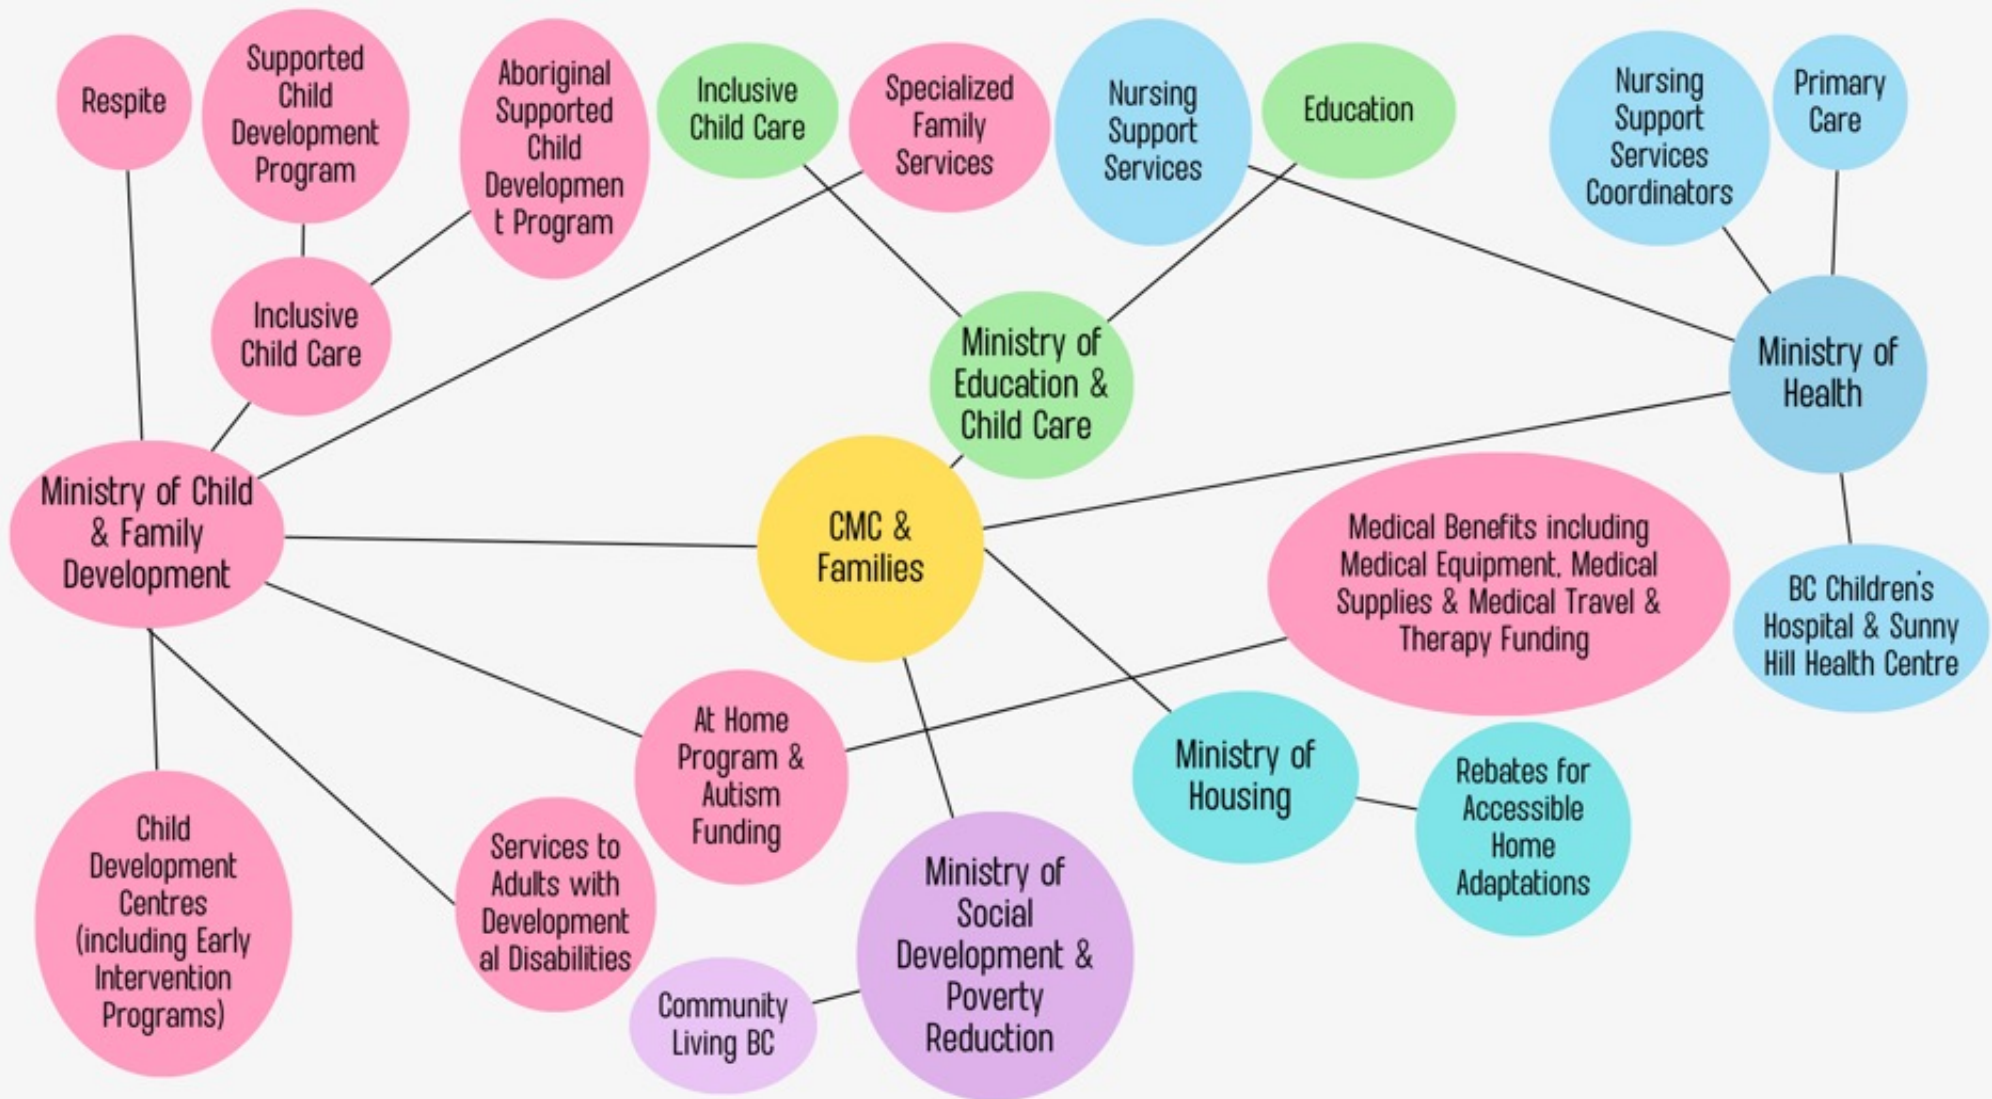 Respite
Supported
Child
Development
Program
Aboriginal
Supported
Child
Developmen
t Program
Inclusive
Child Care
Specialized
Family
Services
Nursing
Support
Services
Education
Nursing
Support
Services
Coordinators
Primary
Care
Inclusive
Child Care
Ministry of
Education &
Child Care
Ministry of
Health
Ministry of Child
& Family
Development
CMC &
Families
Medical Benefits including
Medical Equipment, Medical
Supplies & Medical Travel &
Therapy Funding
BC Children's
Hospital & Sunny
Hill Health Centre
At Home
Program &
Autism
Funding
Ministry of
Housing
Rebates for
Accessible
Home
Adaptations
Child
Development
Centres
(including Early
Intervention
Programs)
Services to
Adults with
Development
al Disabilities
Ministry of
Social
Development &
Poverty
Reduction
Community
Living BC